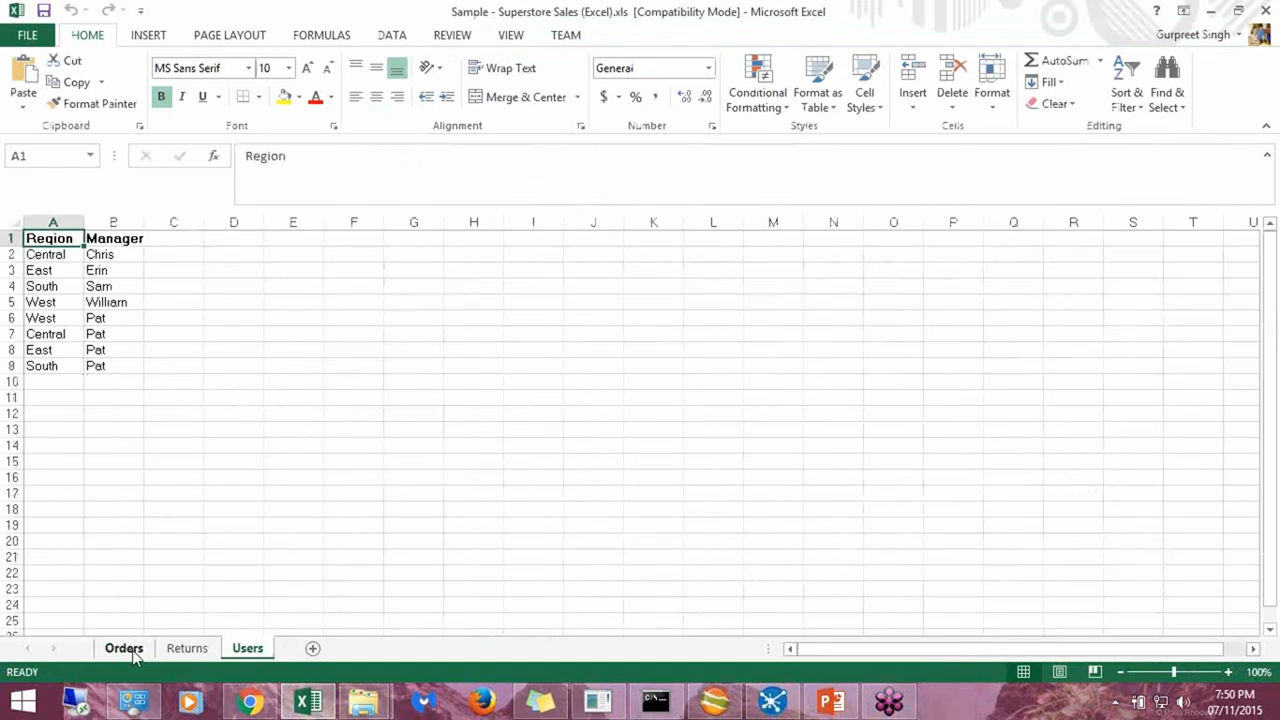 Sample - Superstore Sales (Excel).xls [Compatibility Mode] - Microsoft Excel
FILE HOME INSERT PAGE LAYOUT FORMULAS DATA REVIEW VIEW TEAM Gurpreet Singh
Cut
Copy
Format Painter
Paste
Clipboard
MS Sans Serif 10
B I U
Font
Wrap Text
Merge & Center
Alignment
General
$ % ,
Number
Conditional Formatting
Format as Table
Cell Styles
Styles
Insert Delete Format
Cells
AutoSum
Fill
Clear
Sort & Filter
Find & Select
Editing
A1 fx Region
A B C D E F G H I J K L M N O P Q R S T U
1 Region Manager
2 Central Chris
3 East Erin
4 South Sam
5 West William
6 West Pat
7 Central Pat
8 East Pat
9 South Pat
10
11
12
13
14
15
16
17
18
19
20
21
22
23
24
25
Orders Returns Users
READY 100%
7:50 PM
07/11/2015